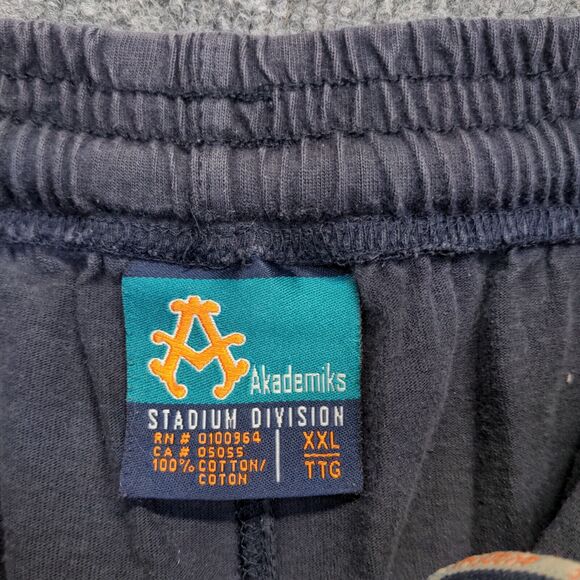 A
Akademiks
STADIUM DIVISION
RN # 0100964
CA # 05055
100% COTTON/
COTON
XXL
TTG